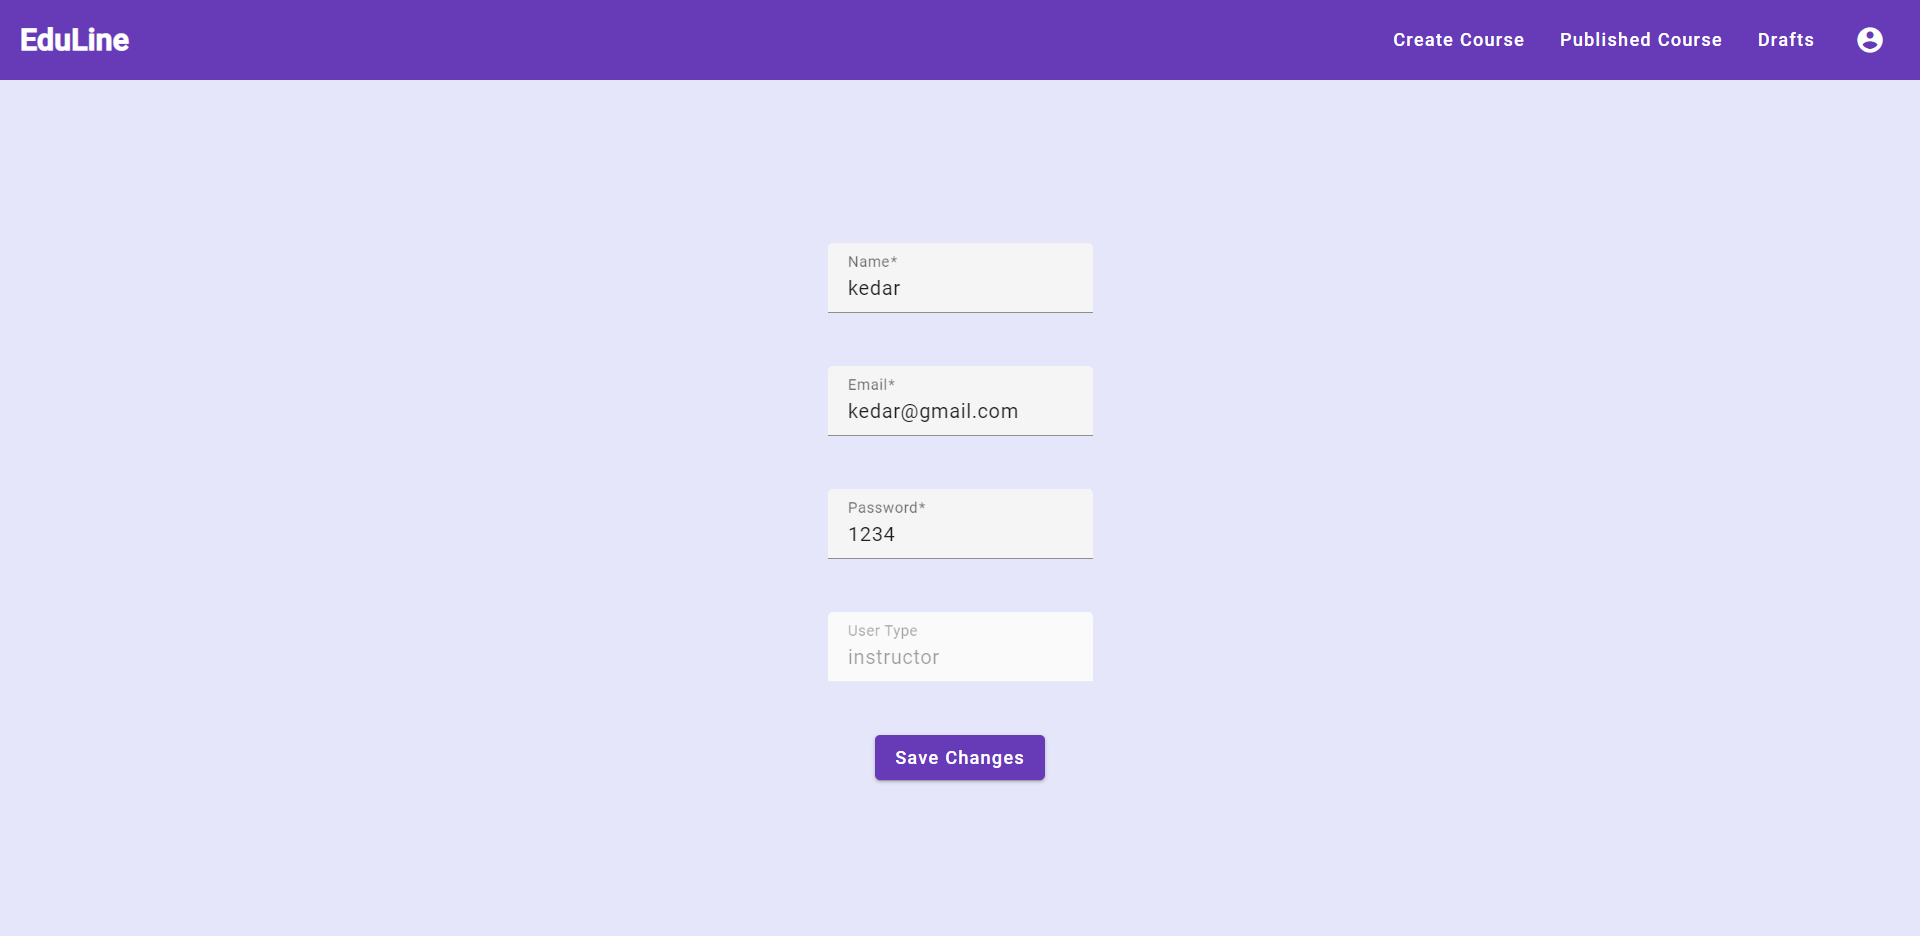 EduLine
Create Course Published Course Drafts
Name*
kedar
Email*
kedar@gmail.com
Password*
1234
User Type
instructor
Save Changes